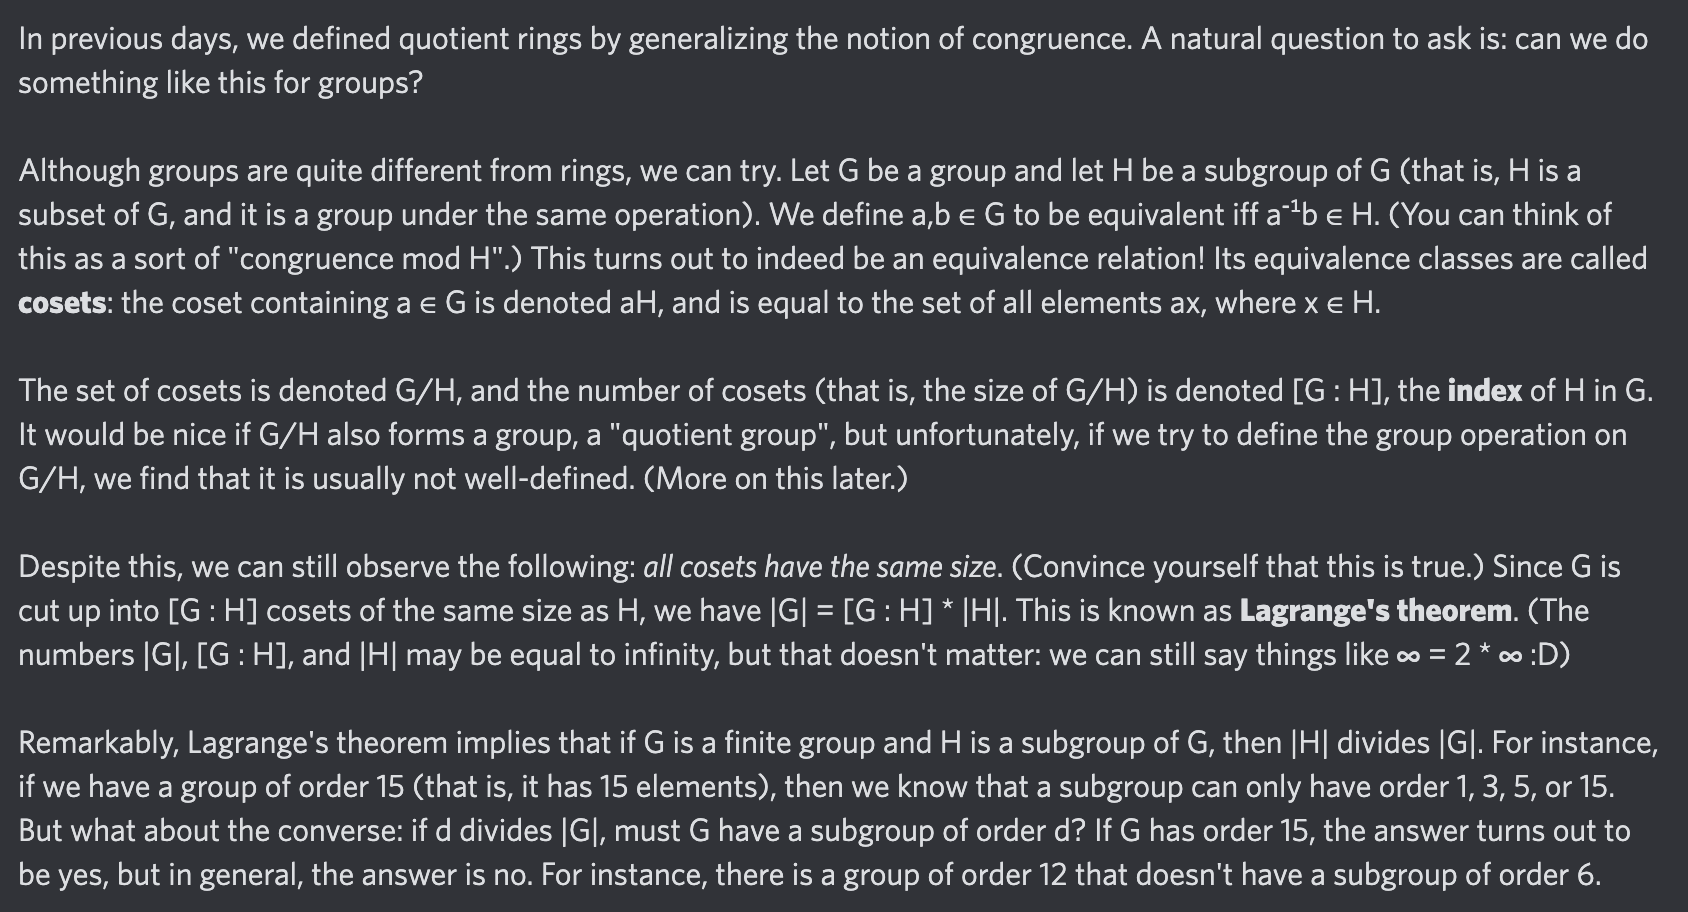 In previous days, we defined quotient rings by generalizing the notion of congruence. A natural question to ask is: can we do
something like this for groups?
Although groups are quite different from rings, we can try. Let G be a group and let H be a subgroup of G (that is, H is a
subset of G, and it is a group under the same operation). We define a,b ∈ G to be equivalent iff a⁻¹b ∈ H. (You can think of
this as a sort of "congruence mod H".) This turns out to indeed be an equivalence relation! Its equivalence classes are called
cosets: the coset containing a ∈ G is denoted aH, and is equal to the set of all elements ax, where x ∈ H.
The set of cosets is denoted G/H, and the number of cosets (that is, the size of G/H) is denoted [G : H], the index of H in G.
It would be nice if G/H also forms a group, a "quotient group", but unfortunately, if we try to define the group operation on
G/H, we find that it is usually not well-defined. (More on this later.)
Despite this, we can still observe the following: all cosets have the same size. (Convince yourself that this is true.) Since G is
cut up into [G : H] cosets of the same size as H, we have |G| = [G : H] * |H|. This is known as Lagrange's theorem. (The
numbers |G|, [G : H], and |H| may be equal to infinity, but that doesn't matter: we can still say things like ∞ = 2 * ∞ :D)
Remarkably, Lagrange's theorem implies that if G is a finite group and H is a subgroup of G, then |H| divides |G|. For instance,
if we have a group of order 15 (that is, it has 15 elements), then we know that a subgroup can only have order 1, 3, 5, or 15.
But what about the converse: if d divides |G|, must G have a subgroup of order d? If G has order 15, the answer turns out to
be yes, but in general, the answer is no. For instance, there is a group of order 12 that doesn't have a subgroup of order 6.